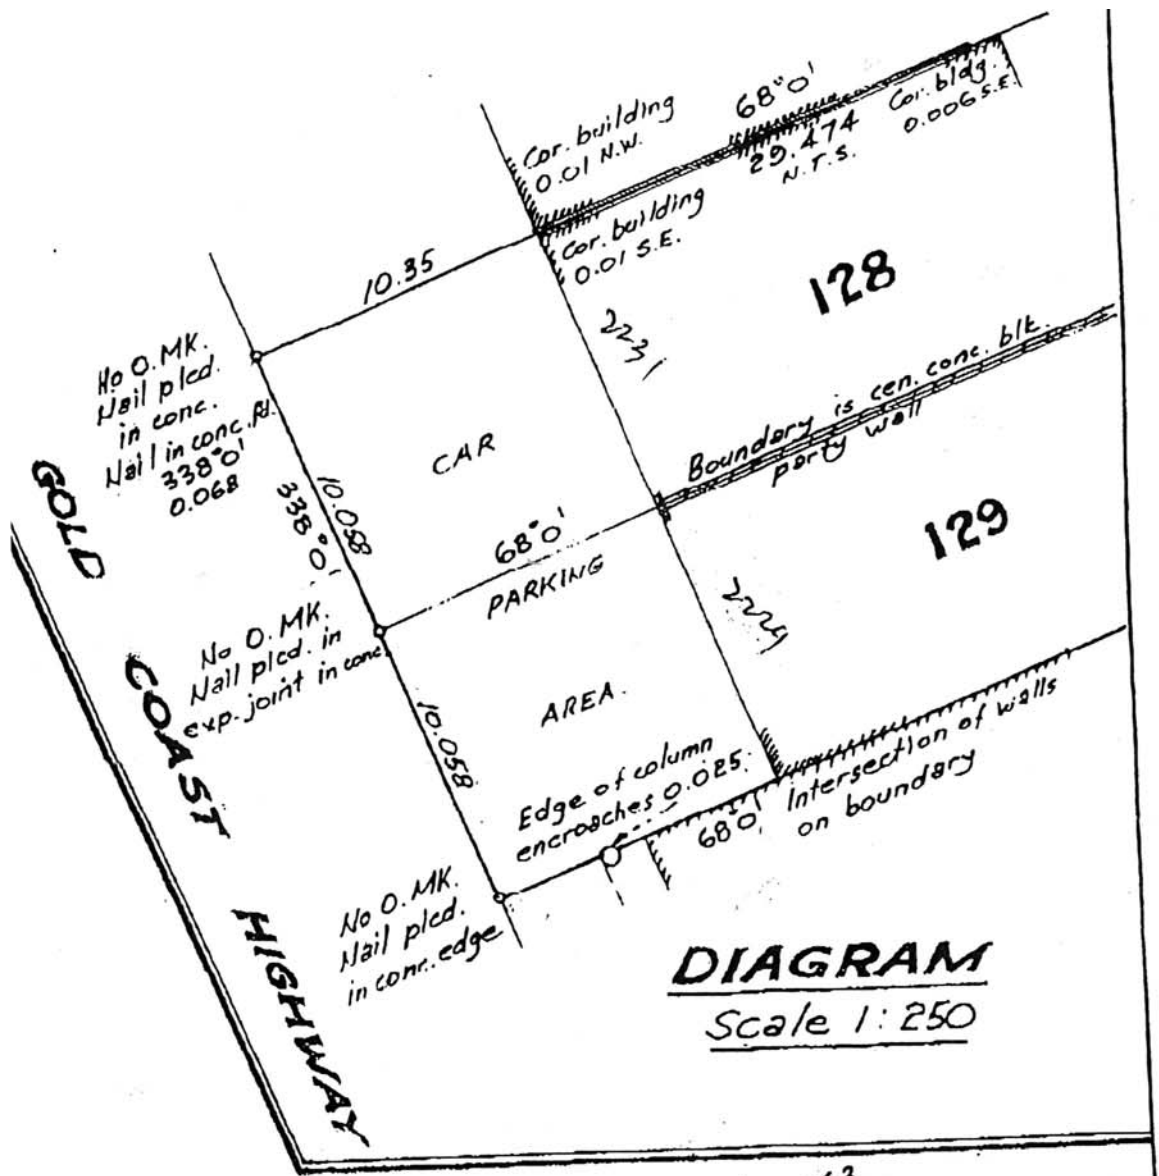 Cor. building
0.01 N.W.
68°0'
29.474
N.T.S.
Cor. bldg.
0.006 S.E.
Cor. building
0.01 S.E.
10.35
128
2231
No O. MK.
Nail plcd.
in conc.
Nail in conc. fd.
338°0'
0.068
CAR
10.058
338°0'
68°0'
PARKING
Boundary is cen. conc. blk.
party wall
129
2229
GOLD
COAST
HIGHWAY
No O. MK.
Nail plcd. in
exp. joint in conc.
AREA.
10.058
Edge of column
encroaches 0.025.
68°0'
Intersection of walls
on boundary
No O. MK.
Nail plcd.
in conc. edge
DIAGRAM
Scale 1:250